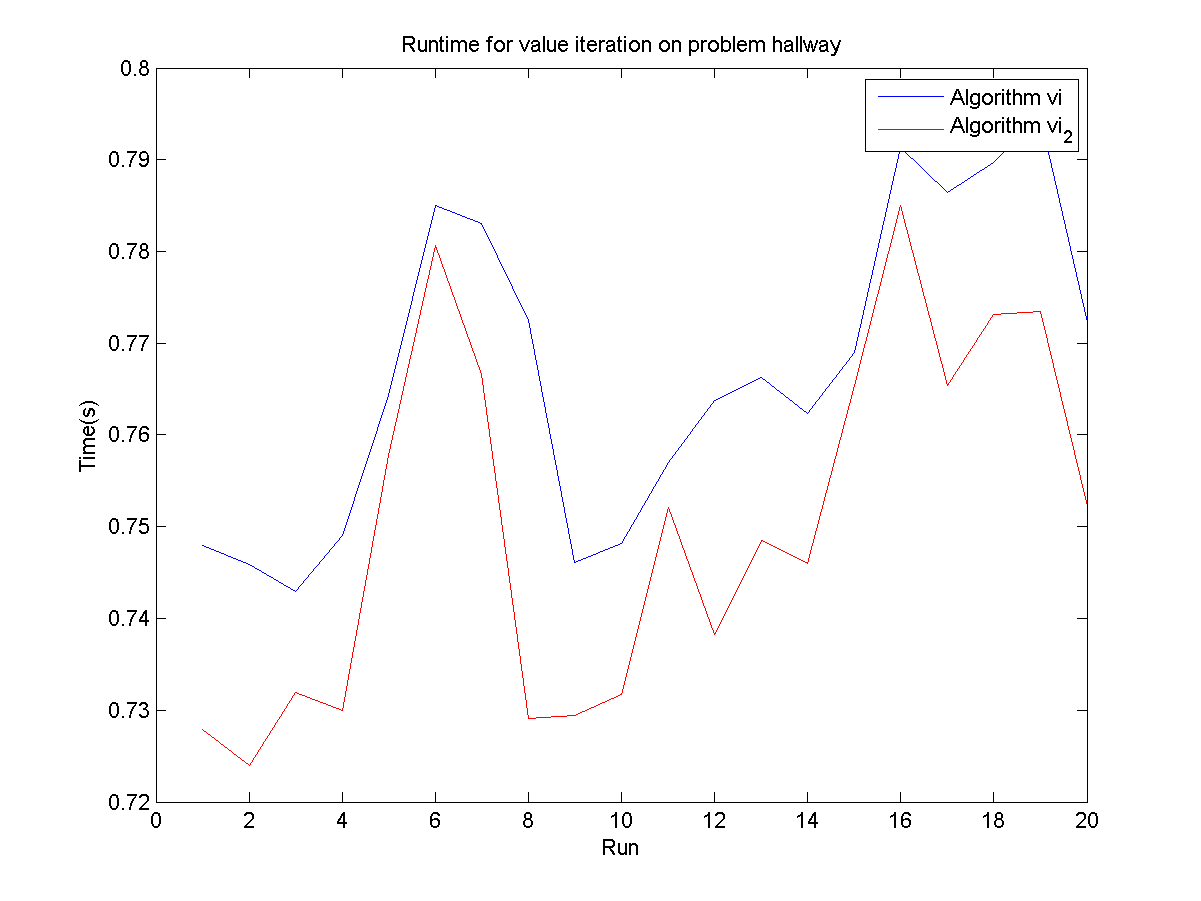 Runtime for value iteration on problem hallway
0.8
0.79
0.78
0.77
0.76
0.75
0.74
0.73
0.72
Time(s)
Algorithm vi
Algorithm vi2
0 2 4 6 8 10 12 14 16 18 20
Run